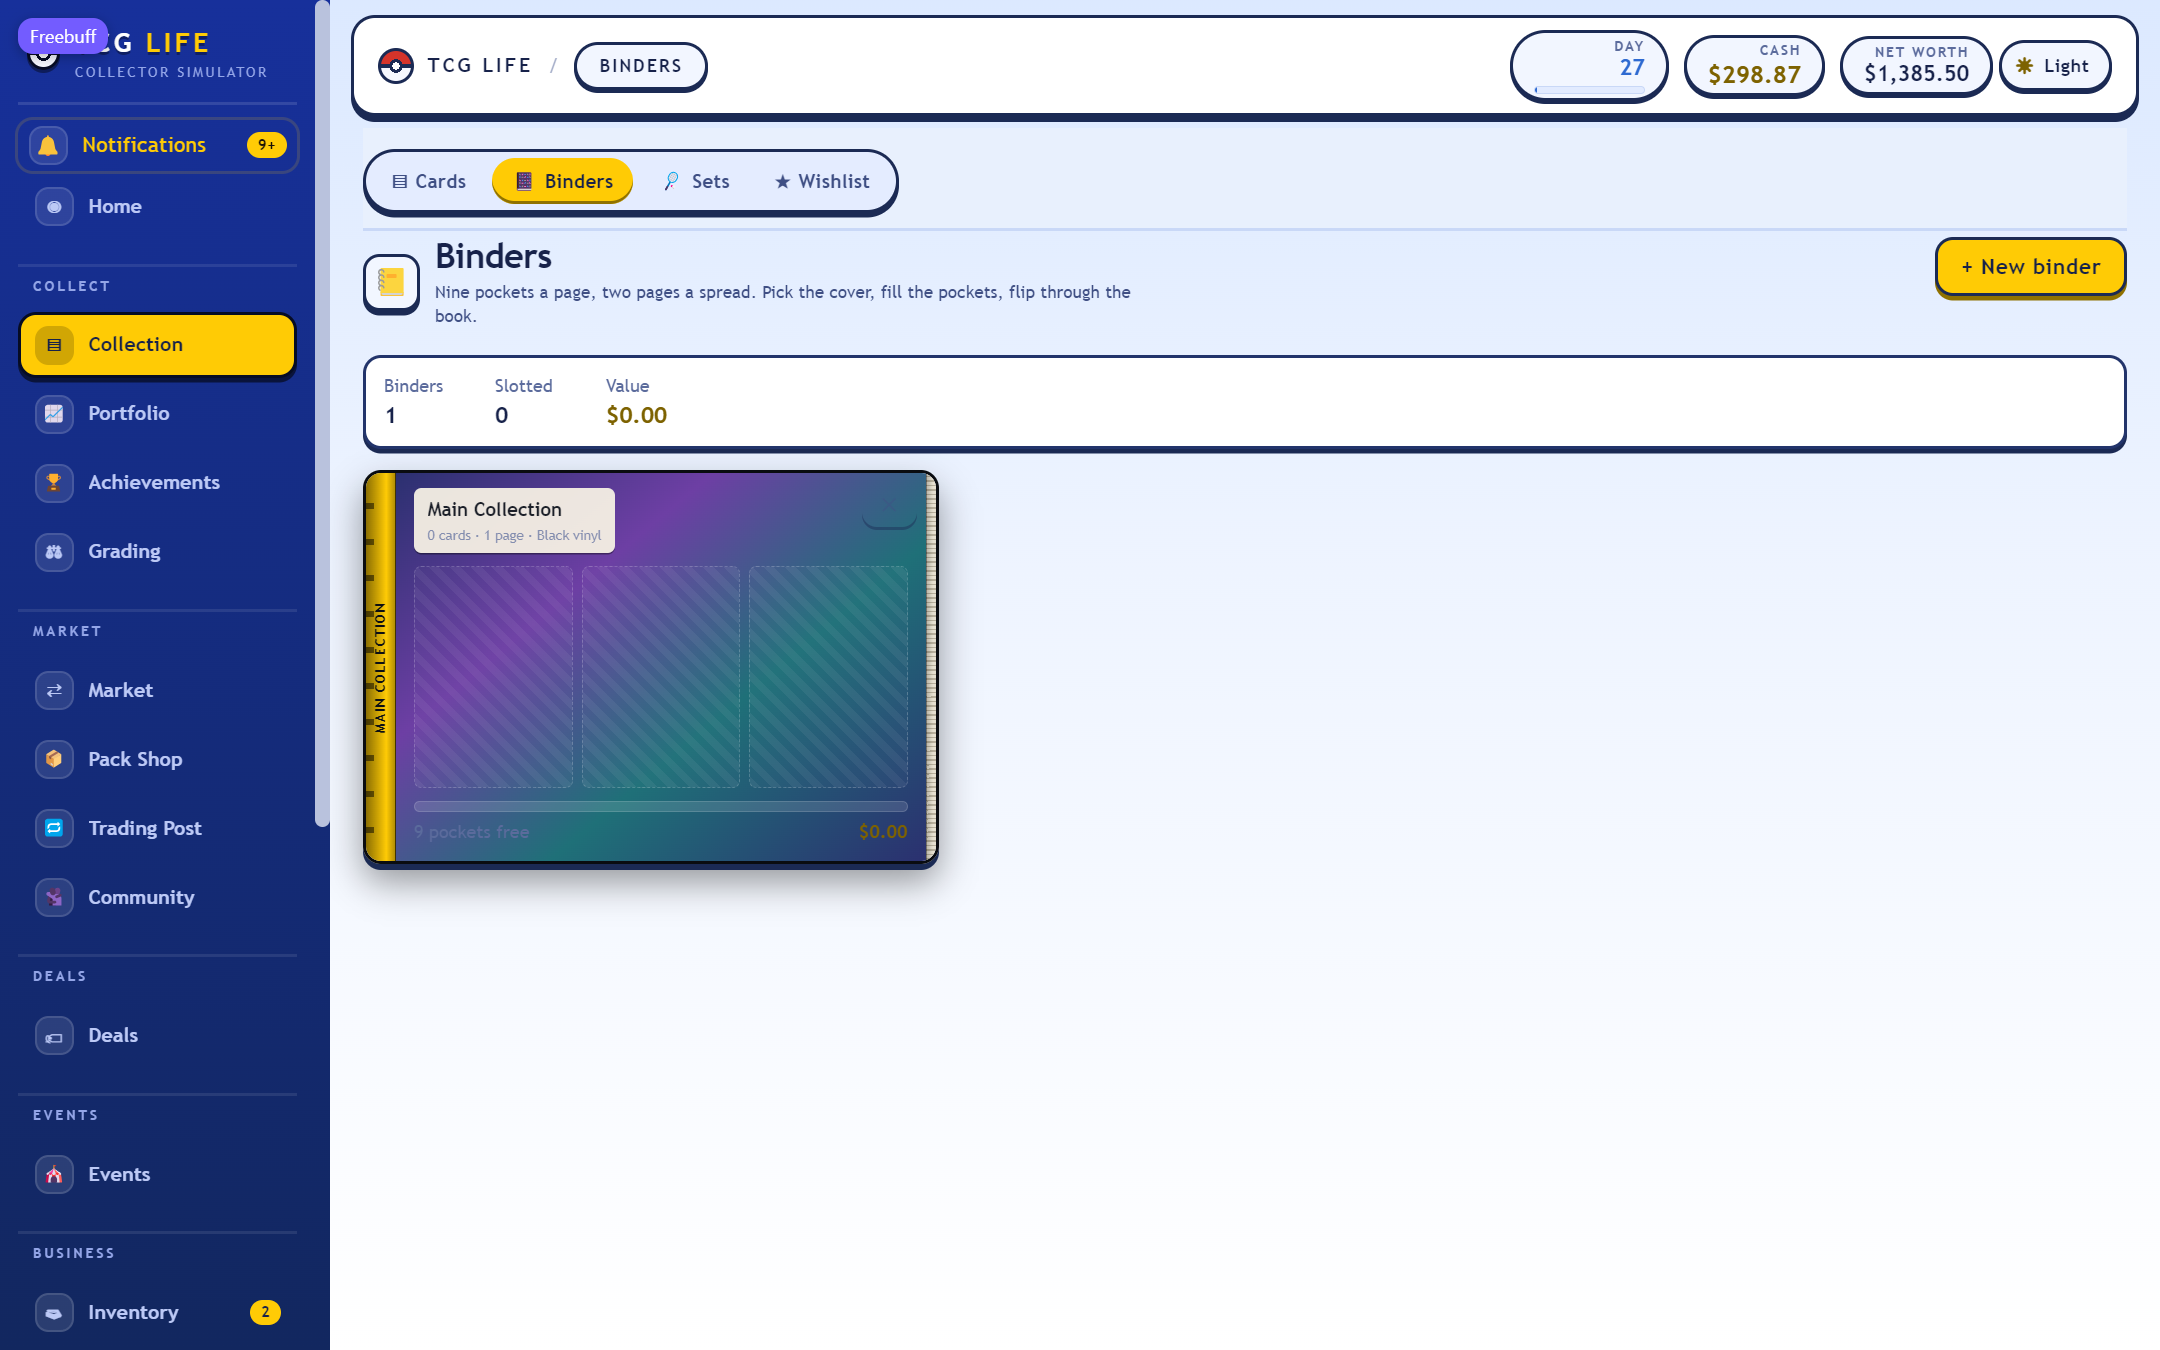 Freebuff
CG LIFE
COLLECTOR SIMULATOR
Notifications
9+
Home
COLLECT
Collection
Portfolio
Achievements
Grading
MARKET
Market
Pack Shop
Trading Post
Community
DEALS
Deals
EVENTS
Events
BUSINESS
Inventory
2
TCG LIFE / BINDERS
DAY
27
CASH
$298.87
NET WORTH
$1,385.50
Light
Cards
Binders
Sets
Wishlist
Binders
Nine pockets a page, two pages a spread. Pick the cover, fill the pockets, flip through the
book.
+ New binder
Binders
1
Slotted
0
Value
$0.00
MAIN COLLECTION
Main Collection
0 cards · 1 page · Black vinyl
9 pockets free
$0.00